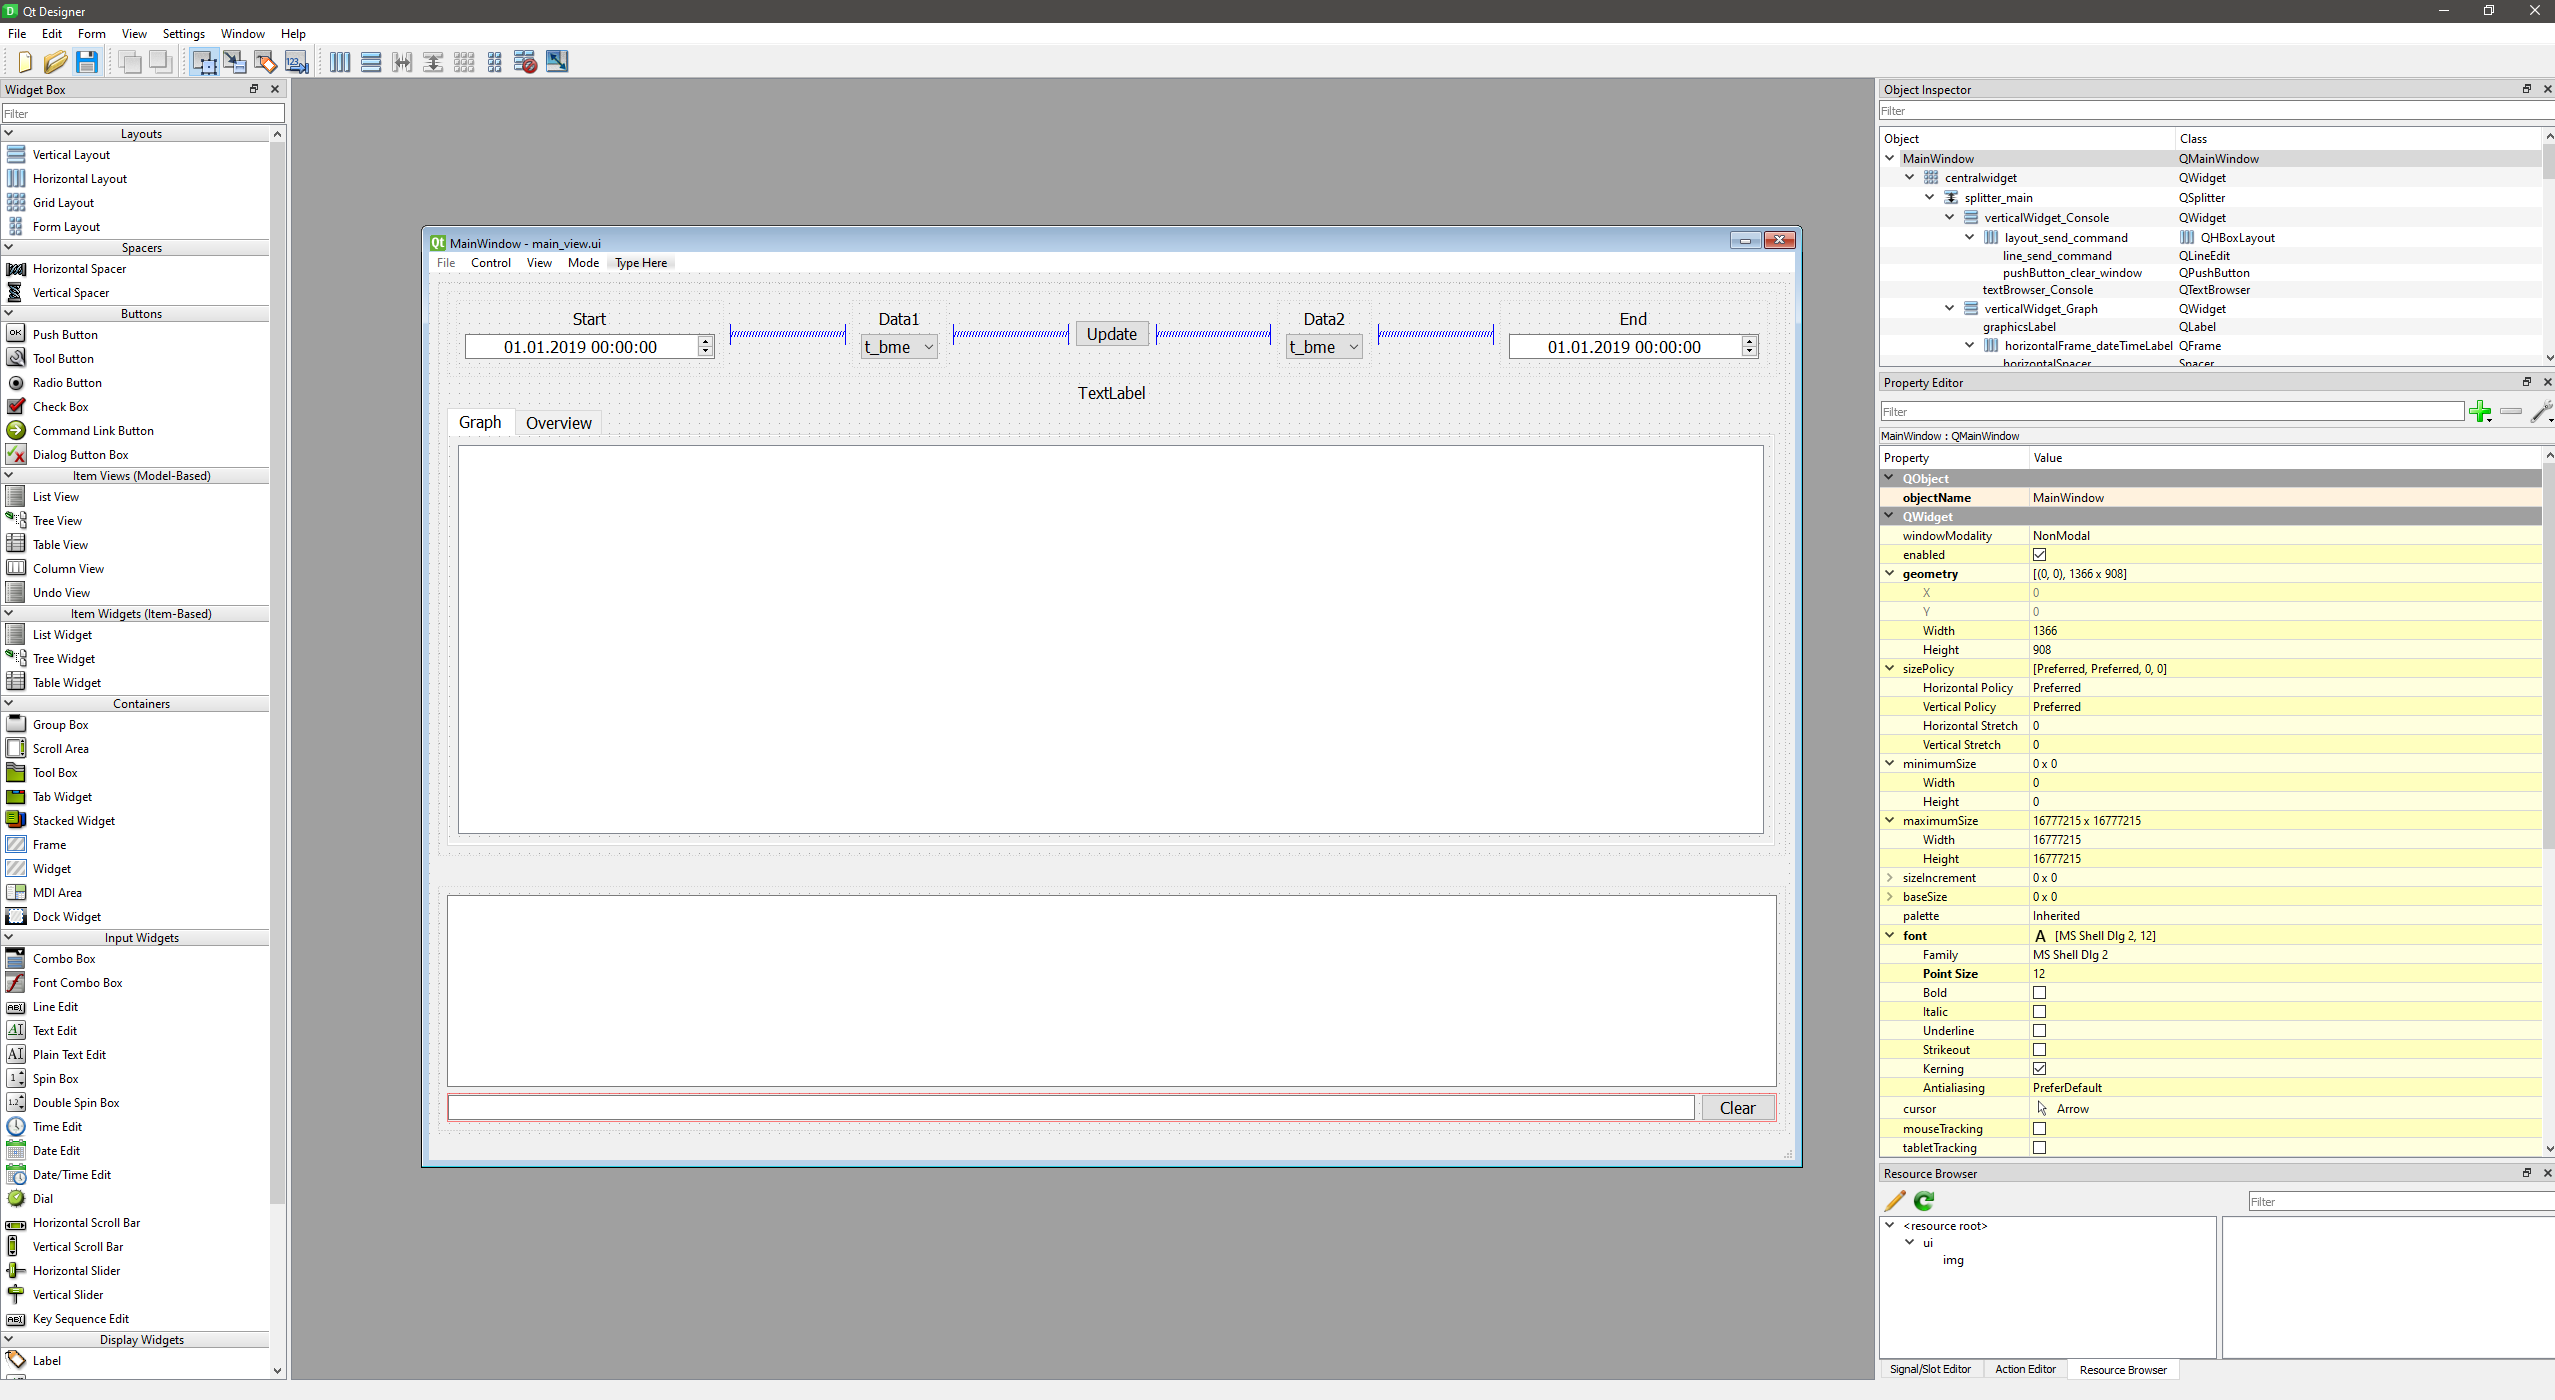 Qt Designer
File Edit Form View Settings Window Help
Widget Box
Filter
Layouts
Vertical Layout
Horizontal Layout
Grid Layout
Form Layout
Spacers
Horizontal Spacer
Vertical Spacer
Buttons
Push Button
Tool Button
Radio Button
Check Box
Command Link Button
Dialog Button Box
Item Views (Model-Based)
List View
Tree View
Table View
Column View
Undo View
Item Widgets (Item-Based)
List Widget
Tree Widget
Table Widget
Containers
Group Box
Scroll Area
Tool Box
Tab Widget
Stacked Widget
Frame
Widget
MDI Area
Dock Widget
Input Widgets
Combo Box
Font Combo Box
Line Edit
Text Edit
Plain Text Edit
Spin Box
Double Spin Box
Time Edit
Date Edit
Date/Time Edit
Dial
Horizontal Scroll Bar
Vertical Scroll Bar
Horizontal Slider
Vertical Slider
Key Sequence Edit
Display Widgets
Label
MainWindow - main_view.ui
File Control View Mode Type Here
Start Data1 Data2 End
01.01.2019 00:00:00 t_bme Update t_bme 01.01.2019 00:00:00
TextLabel
Graph Overview
Clear
Object Inspector
Filter
Object Class
MainWindow QMainWindow
centralwidget QWidget
splitter_main QSplitter
verticalWidget_Console QWidget
layout_send_command QHBoxLayout
line_send_command QLineEdit
pushButton_clear_window QPushButton
textBrowser_Console QTextBrowser
verticalWidget_Graph QWidget
graphicsLabel QLabel
horizontalFrame_dateTimeLabel QFrame
horizontalSpacer Spacer
Property Editor
Filter
MainWindow : QMainWindow
Property Value
QObject
objectName MainWindow
QWidget
windowModality NonModal
enabled
geometry [(0, 0), 1366 x 908]
X 0
Y 0
Width 1366
Height 908
sizePolicy [Preferred, Preferred, 0, 0]
Horizontal Policy Preferred
Vertical Policy Preferred
Horizontal Stretch 0
Vertical Stretch 0
minimumSize 0 x 0
Width 0
Height 0
maximumSize 16777215 x 16777215
Width 16777215
Height 16777215
sizeIncrement 0 x 0
baseSize 0 x 0
palette Inherited
font A [MS Shell Dlg 2, 12]
Family MS Shell Dlg 2
Point Size 12
Bold
Italic
Underline
Strikeout
Kerning
Antialiasing PreferDefault
cursor Arrow
mouseTracking
tabletTracking
Resource Browser
Filter
<resource root>
ui
img
Signal/Slot Editor Action Editor Resource Browser